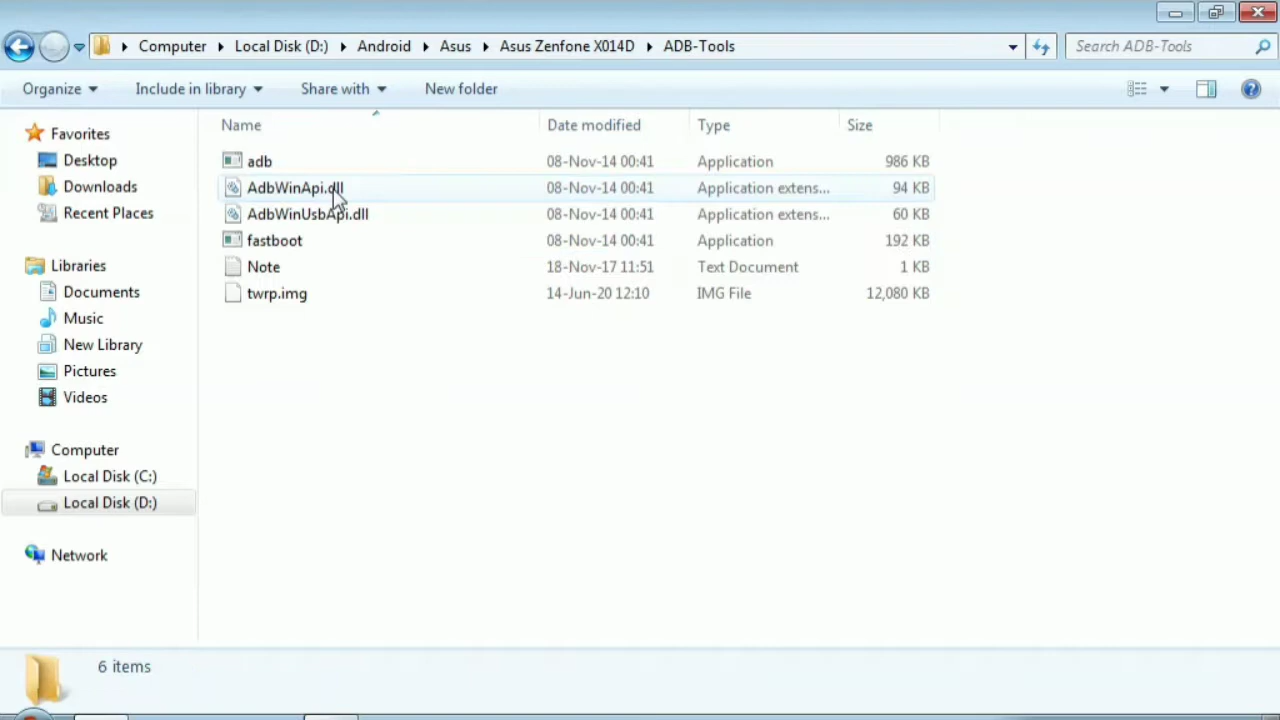 Computer Local Disk (D:) Android Asus Asus Zenfone X014D ADB-Tools Search ADB-Tools
Organize Include in library Share with New folder
Name Date modified Type Size
Favorites
Desktop
Downloads
Recent Places
Libraries
Documents
Music
New Library
Pictures
Videos
Computer
Local Disk (C:)
Local Disk (D:)
Network
adb 08-Nov-14 00:41 Application 986 KB
AdbWinApi.dll 08-Nov-14 00:41 Application extens... 94 KB
AdbWinUsbApi.dll 08-Nov-14 00:41 Application extens... 60 KB
fastboot 08-Nov-14 00:41 Application 192 KB
Note 18-Nov-17 11:51 Text Document 1 KB
twrp.img 14-Jun-20 12:10 IMG File 12,080 KB
6 items